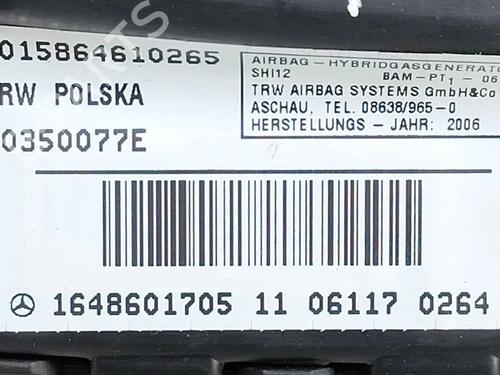 015864610265
RW POLSKA
0350077E
AIRBAG - HYBRIDGASGENERATO
SHI12 BAM-PT1 - 06
TRW AIRBAG SYSTEMS GmbH&Co
ASCHAU, TEL. 08638/965-0
HERSTELLUNGS - JAHR: 2006
1648601705 11 06117 0264